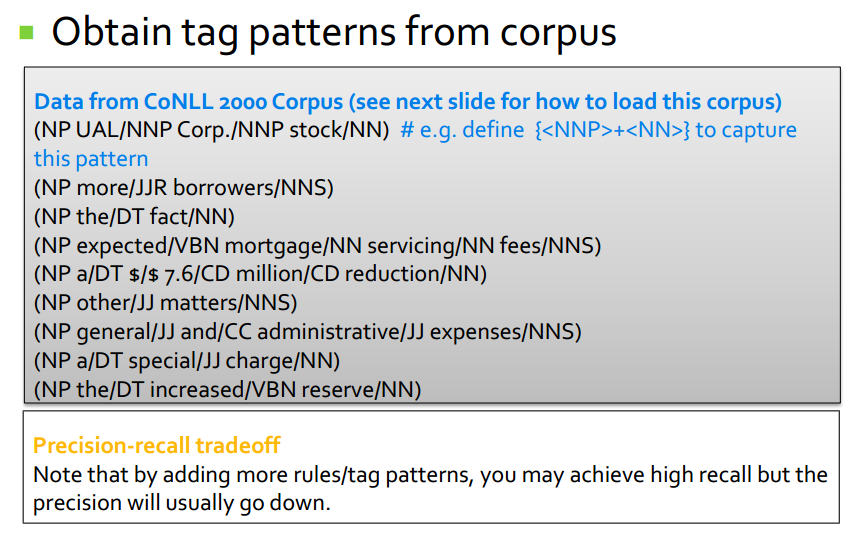 Obtain tag patterns from corpus
Data from CoNLL 2000 Corpus (see next slide for how to load this corpus)
(NP UAL/NNP Corp./NNP stock/NN)  # e.g. define  {<NNP>+<NN>} to capture
this pattern
(NP more/JJR borrowers/NNS)
(NP the/DT fact/NN)
(NP expected/VBN mortgage/NN servicing/NN fees/NNS)
(NP a/DT $/$ 7.6/CD million/CD reduction/NN)
(NP other/JJ matters/NNS)
(NP general/JJ and/CC administrative/JJ expenses/NNS)
(NP a/DT special/JJ charge/NN)
(NP the/DT increased/VBN reserve/NN)
Precision-recall tradeoff
Note that by adding more rules/tag patterns, you may achieve high recall but the
precision will usually go down.